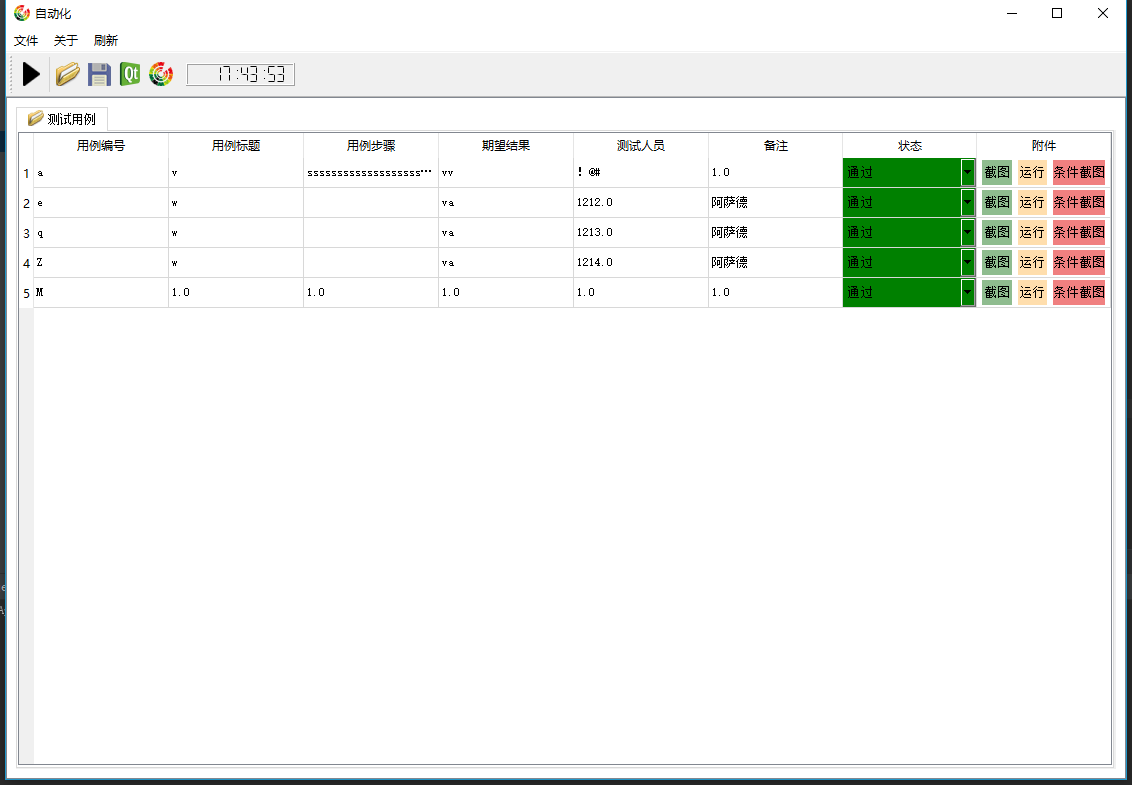 自动化
文件 关于 刷新
Qt 17:43:53
测试用例
用例编号 用例标题 用例步骤 期望结果 测试人员 备注 状态 附件
1 a v sssssssssssssssssss… vv ！@# 1.0 通过 截图 运行 条件截图
2 e w va 1212.0 阿萨德 通过 截图 运行 条件截图
3 q w va 1213.0 阿萨德 通过 截图 运行 条件截图
4 Z w va 1214.0 阿萨德 通过 截图 运行 条件截图
5 M 1.0 1.0 1.0 1.0 1.0 通过 截图 运行 条件截图